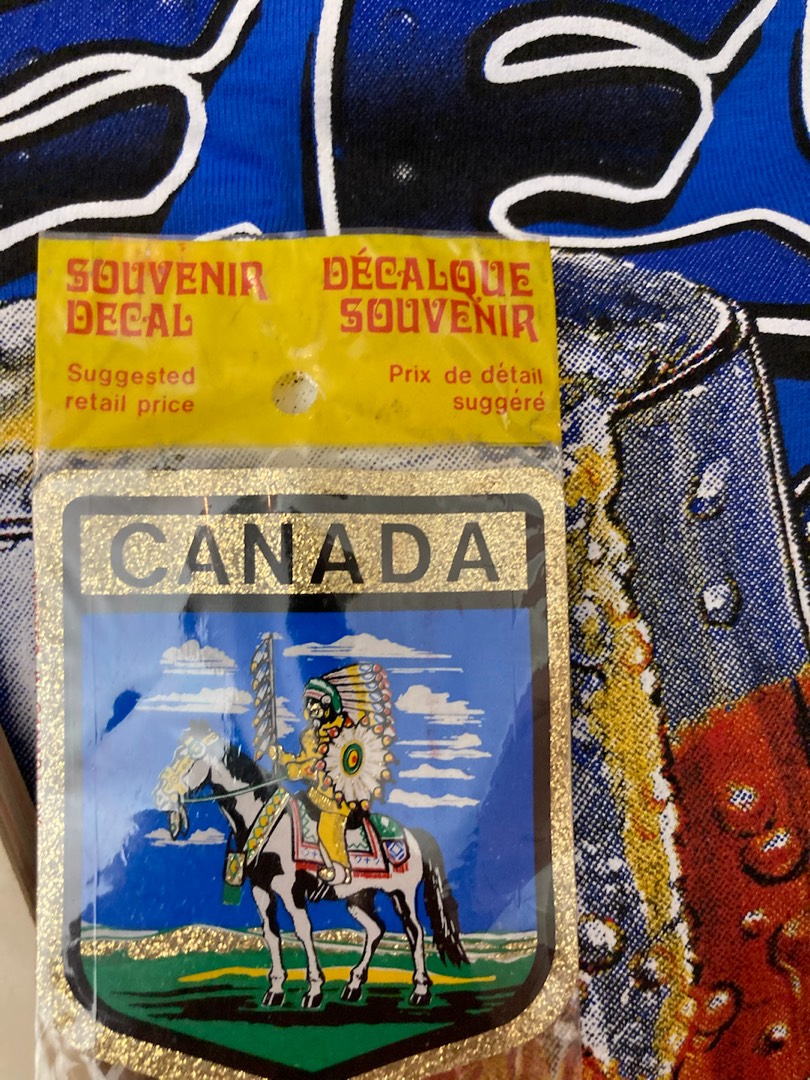 SOUVENIR
DECAL
DÉCALQUE
SOUVENIR
Suggested
retail price
Prix de détail
suggéré
CANADA